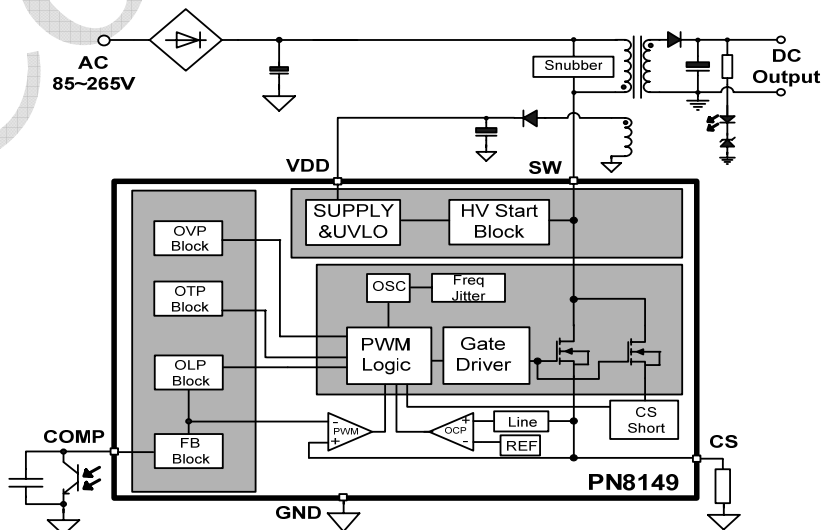 AC
85~265V
Snubber
DC
Output
VDD
SW
OVP
Block
SUPPLY
&UVLO
HV Start
Block
OTP
Block
OSC
Freq
Jitter
PWM
Logic
Gate
Driver
OLP
Block
COMP
FB
Block
-
+
PWM
OCP
+
-
Line
REF
CS
Short
CS
PN8149
GND